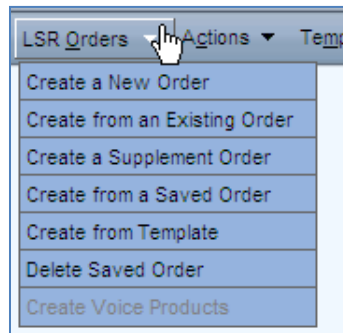 LSR Orders Actions ▼ Temp
Create a New Order
Create from an Existing Order
Create a Supplement Order
Create from a Saved Order
Create from Template
Delete Saved Order
Create Voice Products